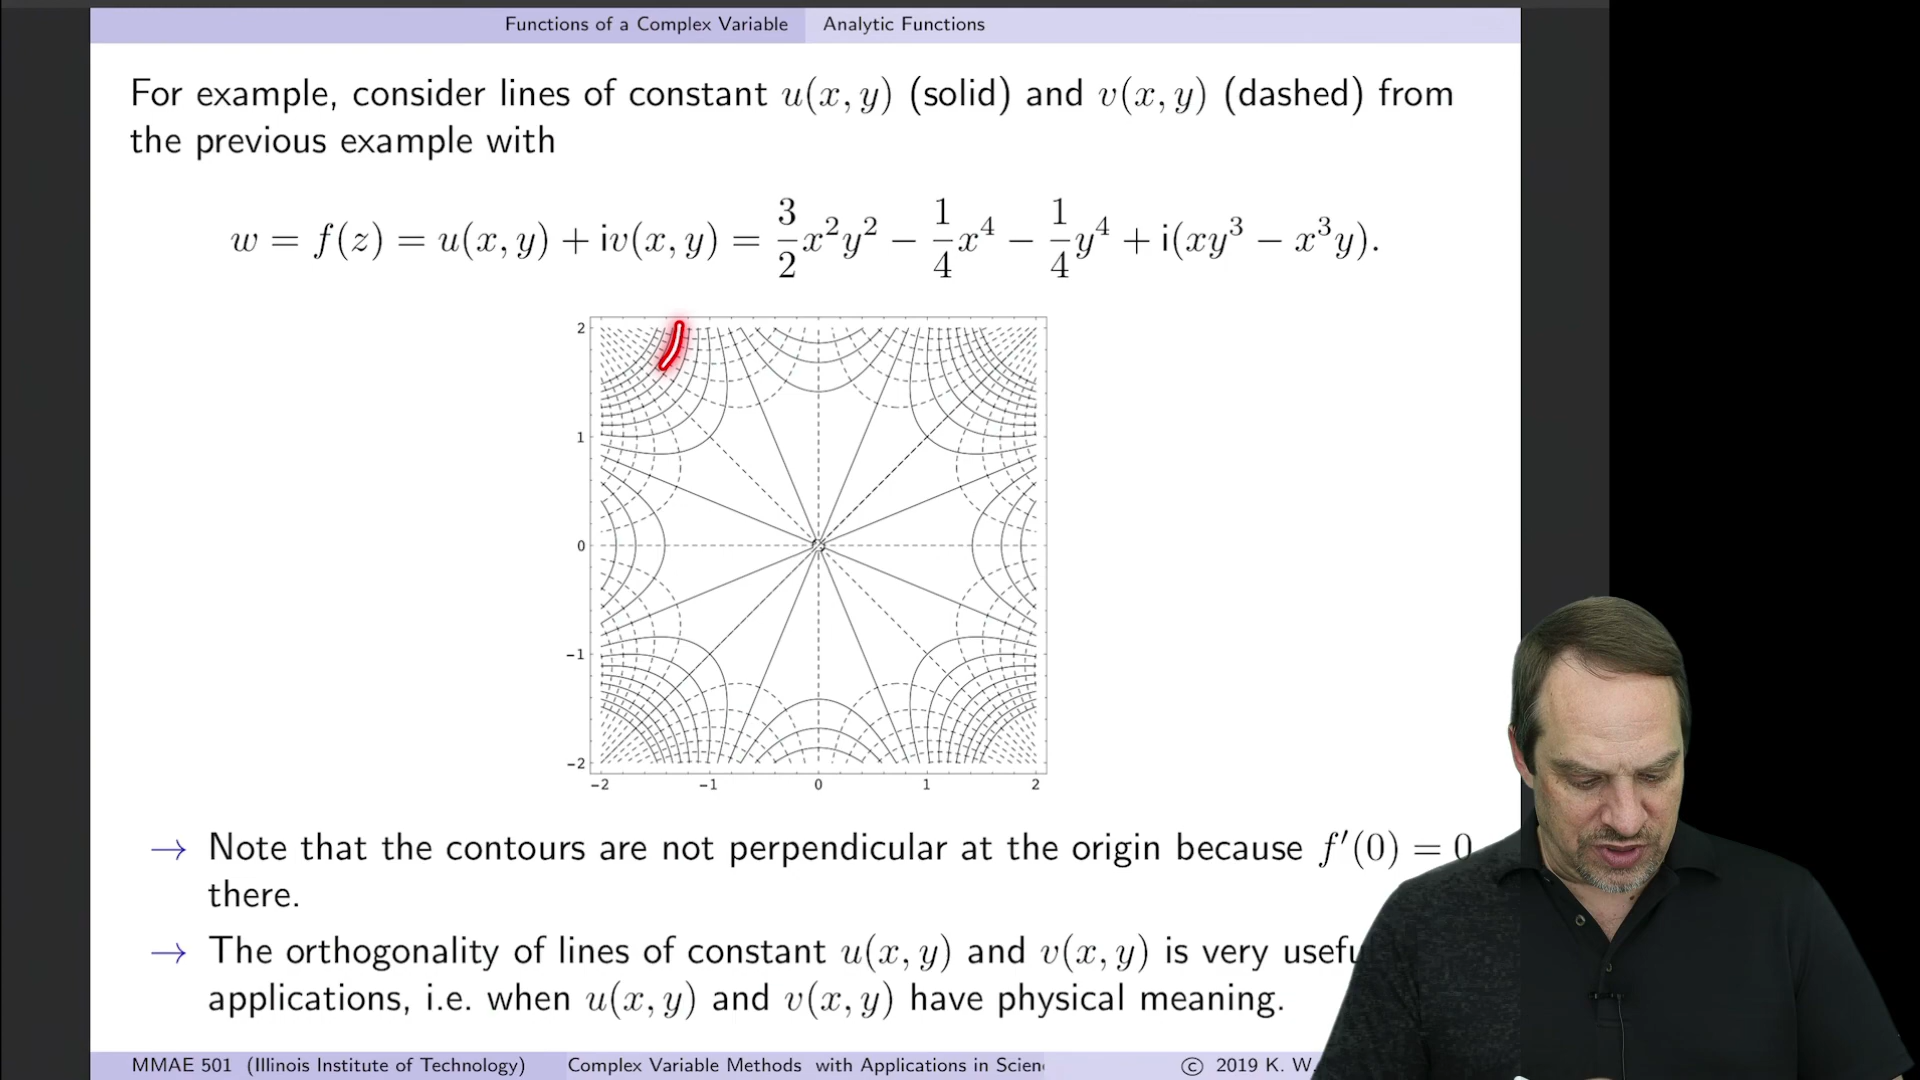 Functions of a Complex Variable Analytic Functions
For example, consider lines of constant u(x, y) (solid) and v(x, y) (dashed) from
the previous example with
w = f(z) = u(x, y) + iv(x, y) = 3/2 x²y² − 1/4 x⁴ − 1/4 y⁴ + i(xy³ − x³y).
2
1
0
−1
−2
−2 −1 0 1 2
→ Note that the contours are not perpendicular at the origin because f′(0) = 0
there.
→ The orthogonality of lines of constant u(x, y) and v(x, y) is very usefu
applications, i.e. when u(x, y) and v(x, y) have physical meaning.
MMAE 501 (Illinois Institute of Technology) Complex Variable Methods with Applications in Scien © 2019 K. W.